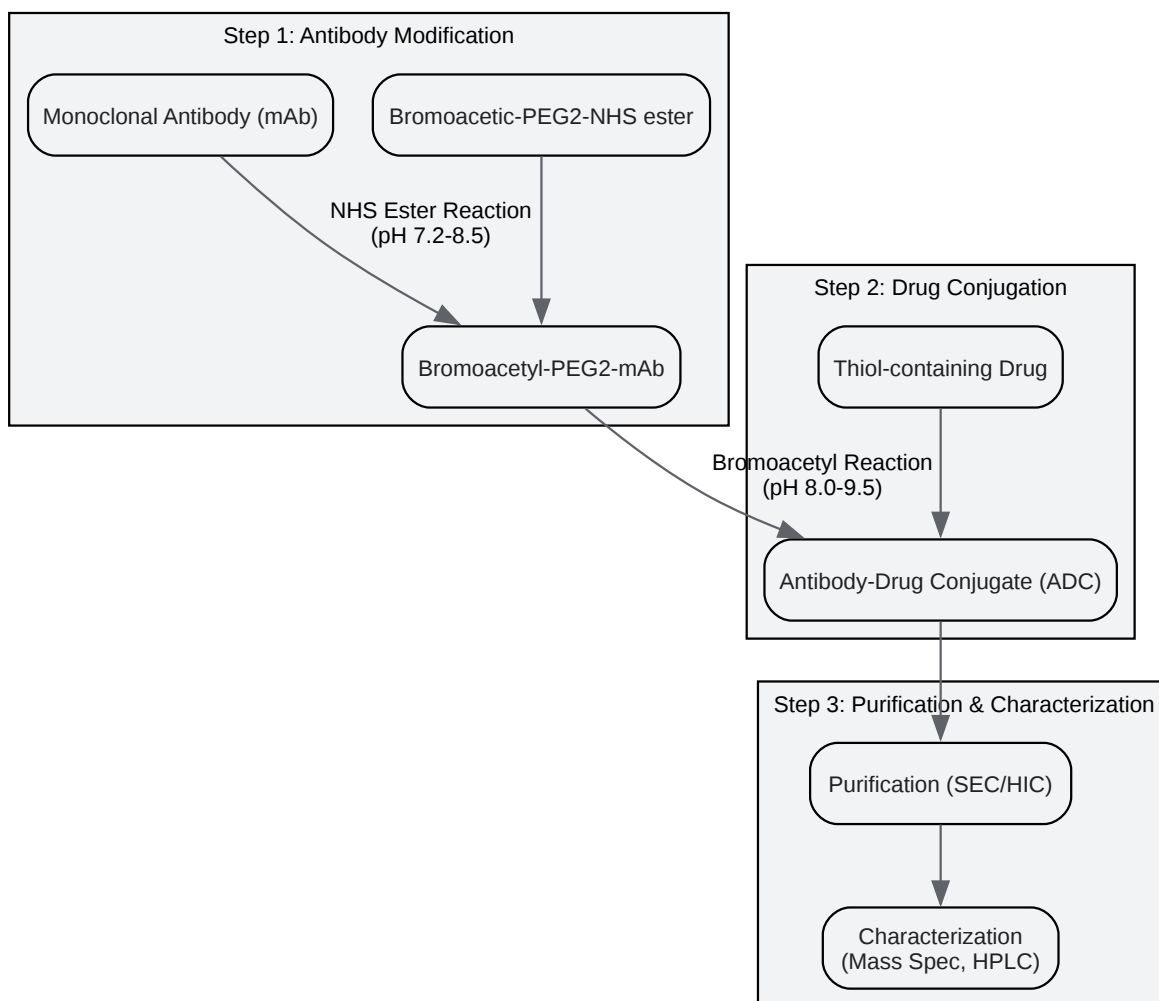 Step 1: Antibody Modification
Monoclonal Antibody (mAb)
Bromoacetic-PEG2-NHS ester
NHS Ester Reaction
(pH 7.2-8.5)
Bromoacetyl-PEG2-mAb
Step 2: Drug Conjugation
Thiol-containing Drug
Bromoacetyl Reaction
(pH 8.0-9.5)
Antibody-Drug Conjugate (ADC)
Step 3: Purification & Characterization
Purification (SEC/HIC)
Characterization
(Mass Spec, HPLC)